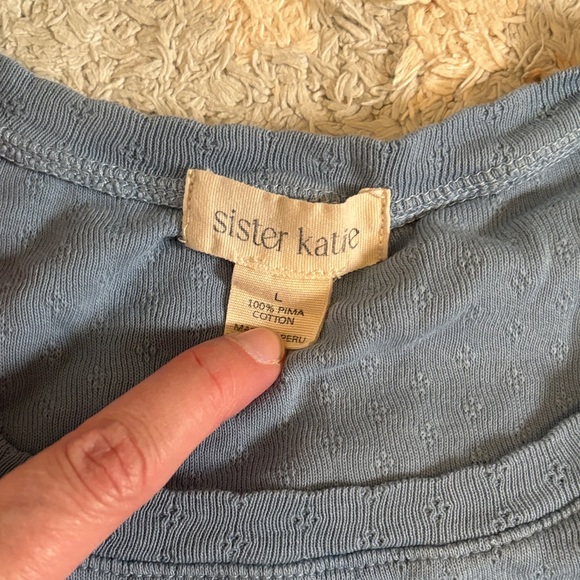 sister katie
L
100% PIMA
COTTON
PERU